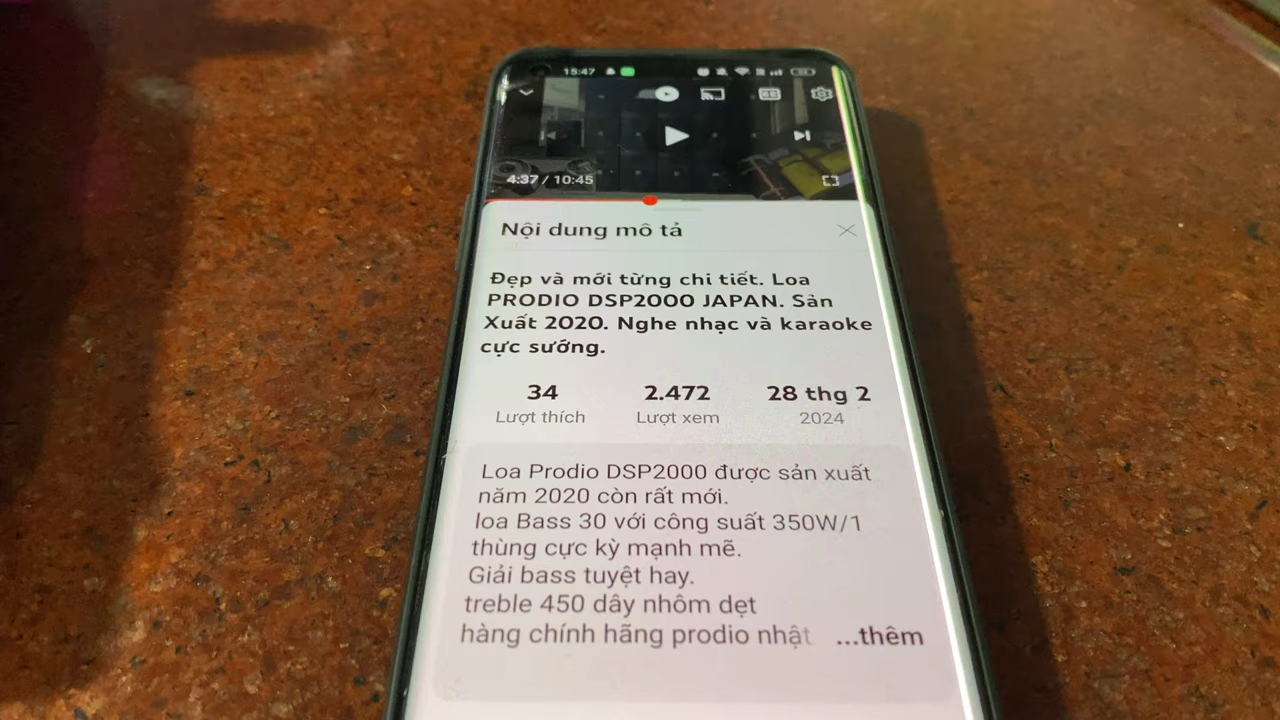 15:47
4:37 / 10:45
Nội dung mô tả
Đẹp và mới từng chi tiết. Loa
PRODIO DSP2000 JAPAN. Sản
Xuất 2020. Nghe nhạc và karaoke
cực sướng.
34 2.472 28 thg 2
Lượt thích Lượt xem 2024
Loa Prodio DSP2000 được sản xuất
năm 2020 còn rất mới.
loa Bass 30 với công suất 350W/1
thùng cực kỳ mạnh mẽ.
Giải bass tuyệt hay.
treble 450 dây nhôm dẹt
hàng chính hãng prodio nhật ...thêm